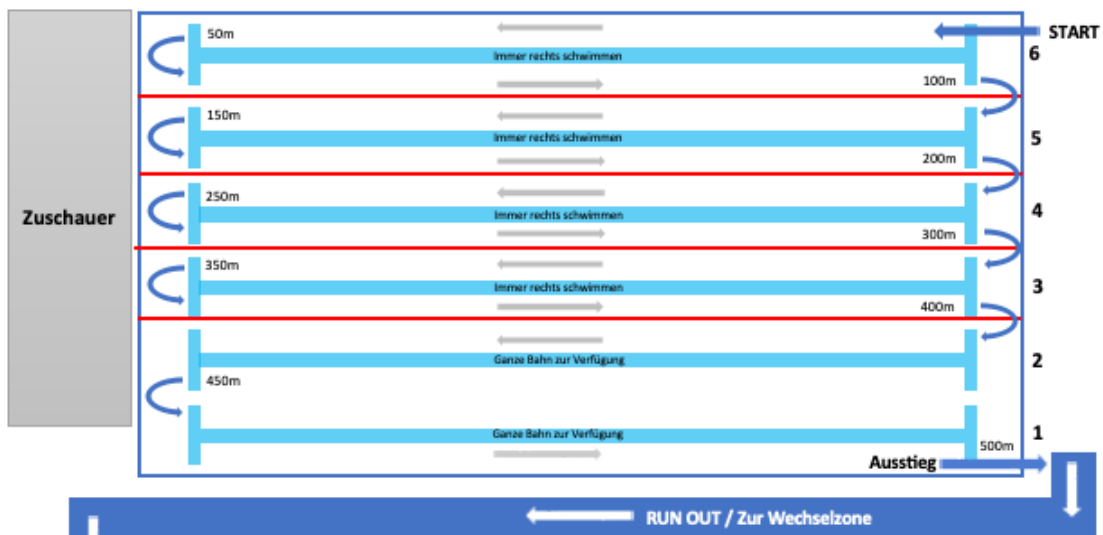 START
50m
6
Immer rechts schwimmen
100m
150m
5
Immer rechts schwimmen
200m
250m
4
Zuschauer
Immer rechts schwimmen
300m
350m
3
Immer rechts schwimmen
400m
2
Ganze Bahn zur Verfügung
450m
1
Ganze Bahn zur Verfügung
500m
Ausstieg
RUN OUT / Zur Wechselzone